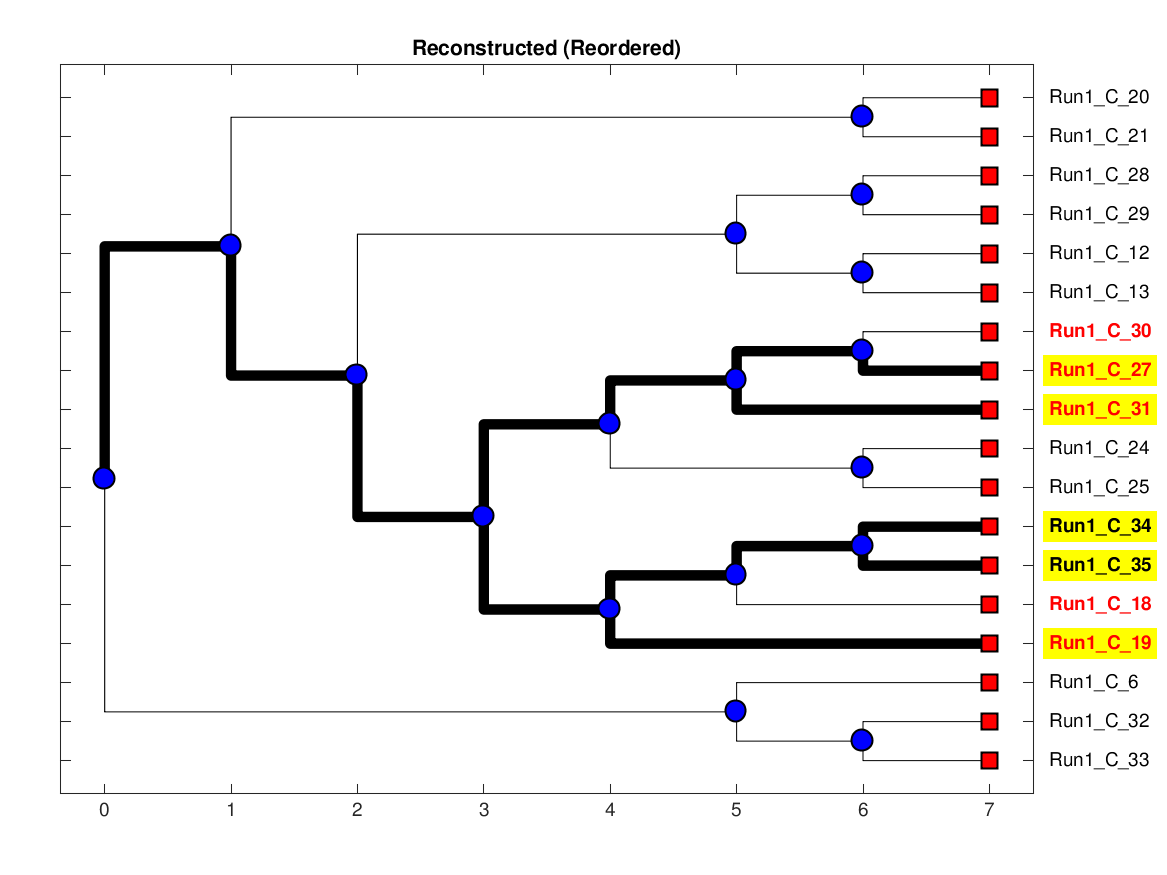 Reconstructed (Reordered)
Run1_C_20
Run1_C_21
Run1_C_28
Run1_C_29
Run1_C_12
Run1_C_13
Run1_C_30
Run1_C_27
Run1_C_31
Run1_C_24
Run1_C_25
Run1_C_34
Run1_C_35
Run1_C_18
Run1_C_19
Run1_C_6
Run1_C_32
Run1_C_33
0 1 2 3 4 5 6 7